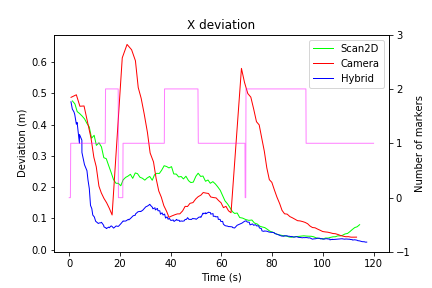 X deviation
Scan2D
Camera
Hybrid
0.6
0.5
0.4
0.3
0.2
0.1
0.0
Deviation (m)
3
2
1
0
−1
Number of markers
0 20 40 60 80 100 120
Time (s)